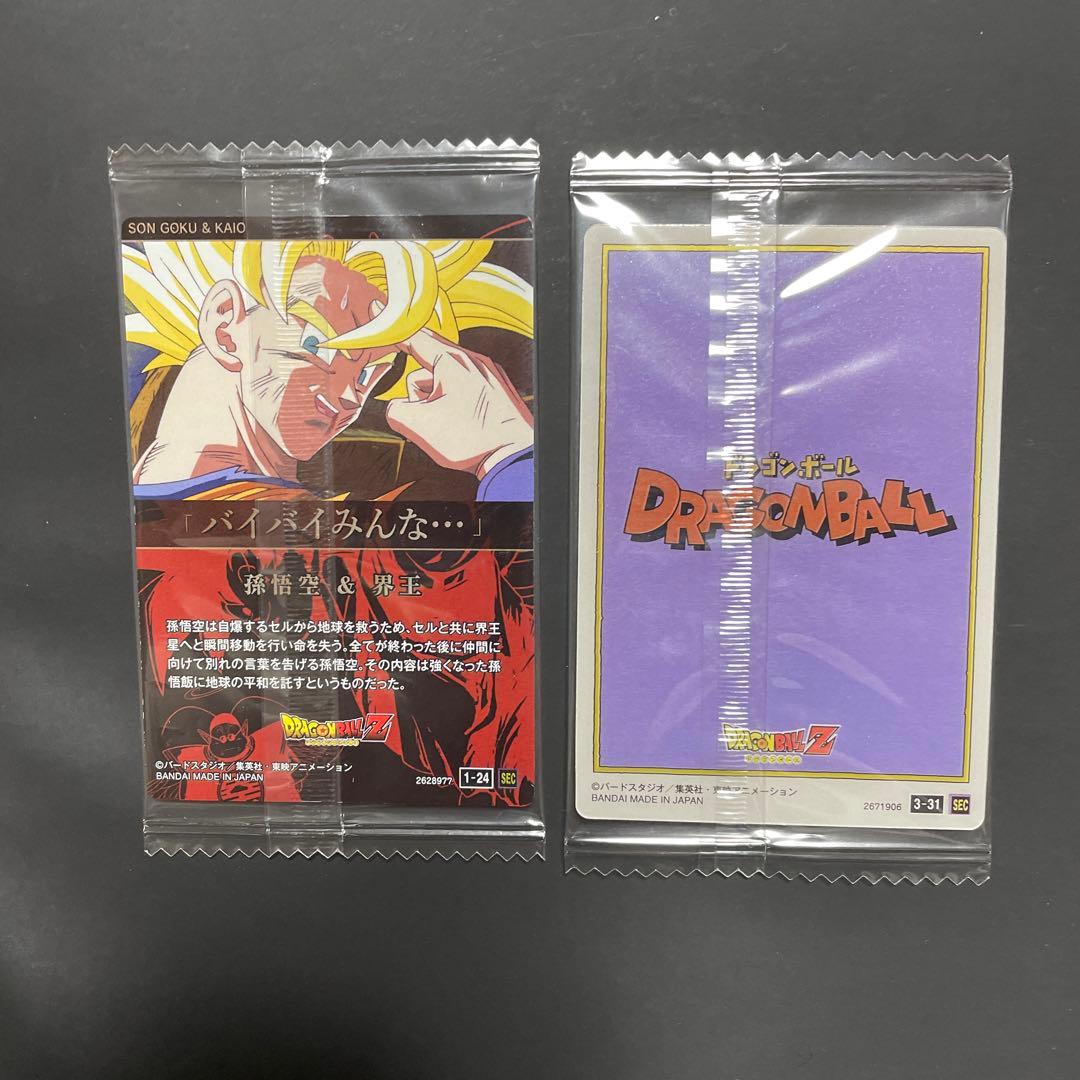 SON GOKU & KAIO
「バイバイみんな…」
孫悟空 & 界王
孫悟空は自爆するセルから地球を救うため、セルと共に界王
星へと瞬間移動を行い命を失う。全てが終わった後に仲間に
向けて別れの言葉を告げる孫悟空。その内容は強くなった孫
悟飯に地球の平和を託すというものだった。
DRAGONBALL Z
©バードスタジオ/集英社・東映アニメーション
BANDAI MADE IN JAPAN
2628977 1-24 SEC
ドラゴンボール
DRAGONBALL
DRAGONBALL Z
©バードスタジオ/集英社・東映アニメーション
BANDAI MADE IN JAPAN
2671906 3-31 SEC